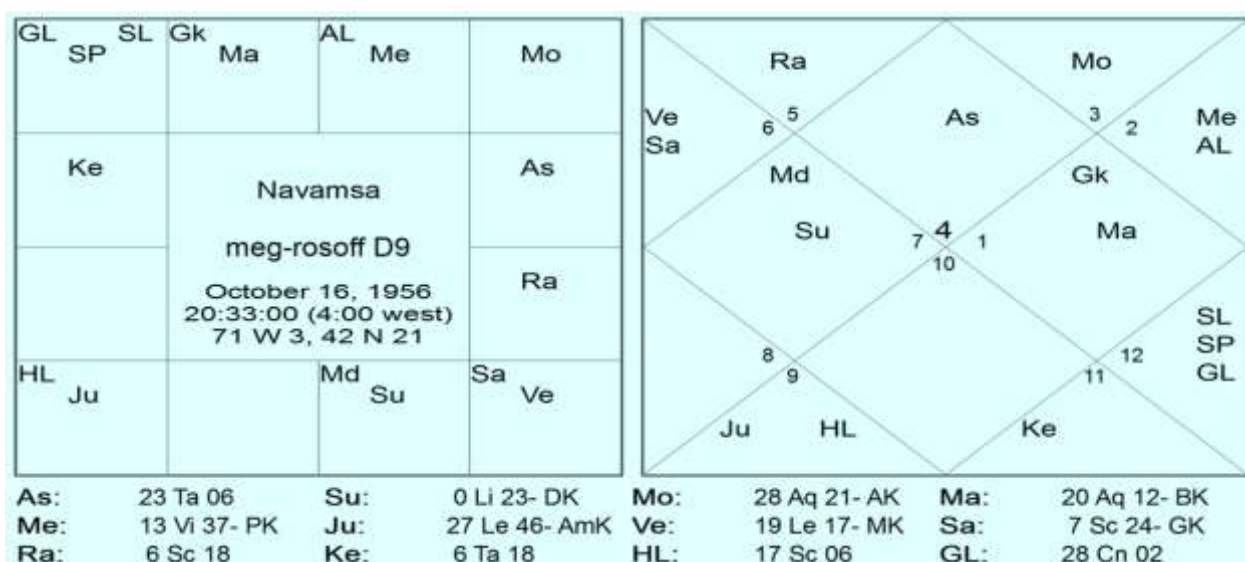 GL SL Gk AL
SP Ma Me Mo
Ke As
Navamsa
meg-rosoff D9
October 16, 1956
20:33:00 (4:00 west)
71 W 3, 42 N 21
Ra
HL Md Sa
Ju Su Ve
Ra Mo
5 3
Ve As Me
6 2
Sa AL
Md Gk
Su 7 4 1 Ma
10
SL
8 12 SP
9 11 GL
Ju HL Ke
As: 23 Ta 06 Su: 0 Li 23- DK Mo: 28 Aq 21- AK Ma: 20 Aq 12- BK
Me: 13 Vi 37- PK Ju: 27 Le 46- AmK Ve: 19 Le 17- MK Sa: 7 Sc 24- GK
Ra: 6 Sc 18 Ke: 6 Ta 18 HL: 17 Sc 06 GL: 28 Cn 02